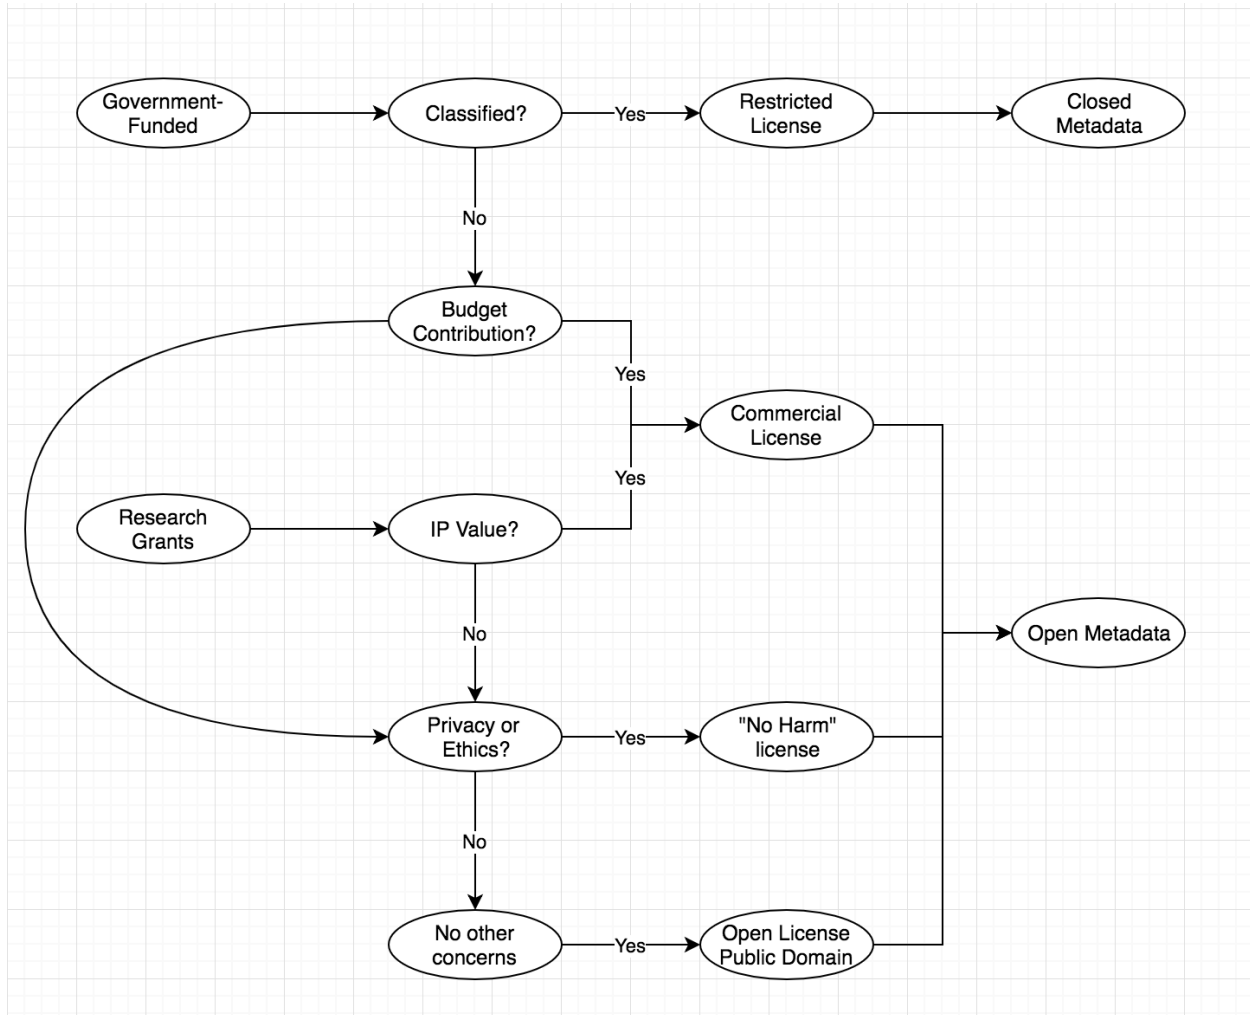 Government-
Funded
Classified?
Yes
Restricted
License
Closed
Metadata
No
Budget
Contribution?
Yes
Commercial
License
Yes
Research
Grants
IP Value?
No
Open Metadata
Privacy or
Ethics?
Yes
"No Harm"
license
No
No other
concerns
Yes
Open License
Public Domain